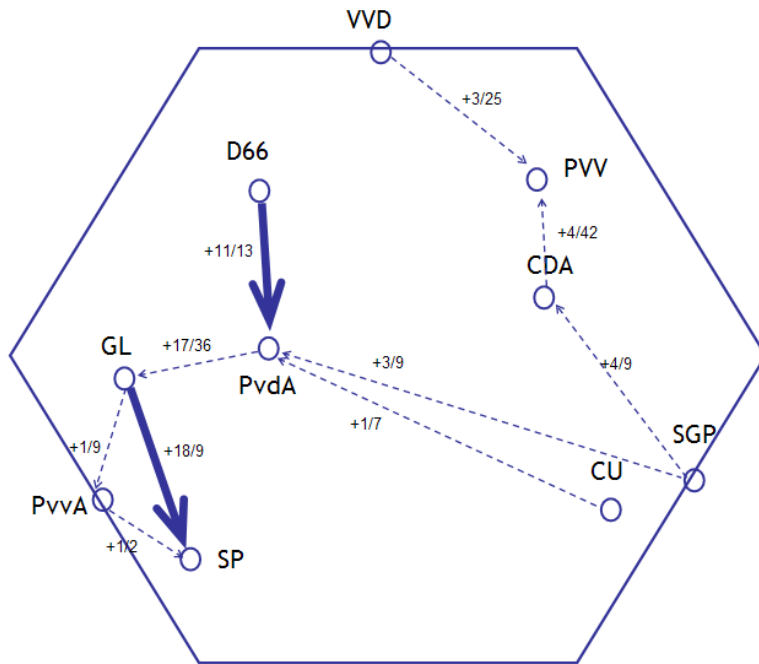 VVD
+3/25
D66
PVV
+11/13
+4/42
CDA
GL
+17/36
PvdA
+3/9
+4/9
+1/7
+1/9
+18/9
SGP
CU
PvvA
+1/2
SP